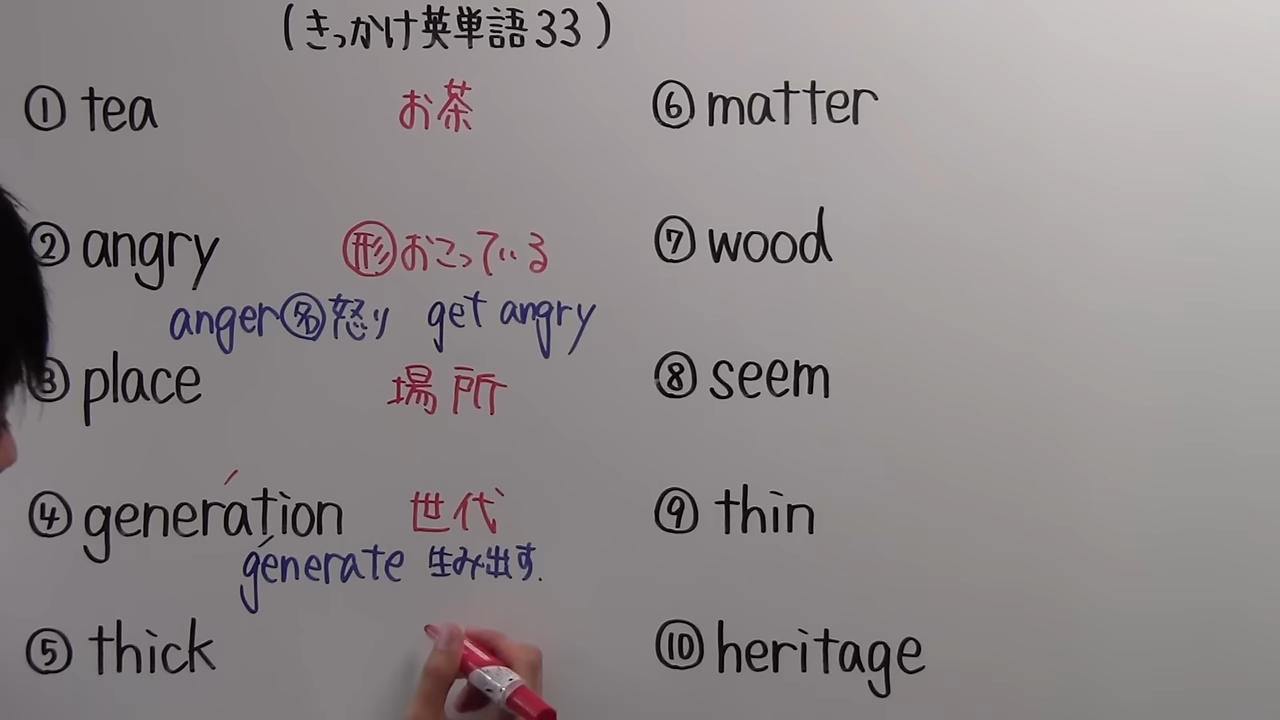 (きっかけ英単語33)
① tea お茶
② angry 形 おこっている
anger 名 怒り get angry
③ place 場所
④ generation 世代
generate 生み出す.
⑤ thick
⑥ matter
⑦ wood
⑧ seem
⑨ thin
⑩ heritage